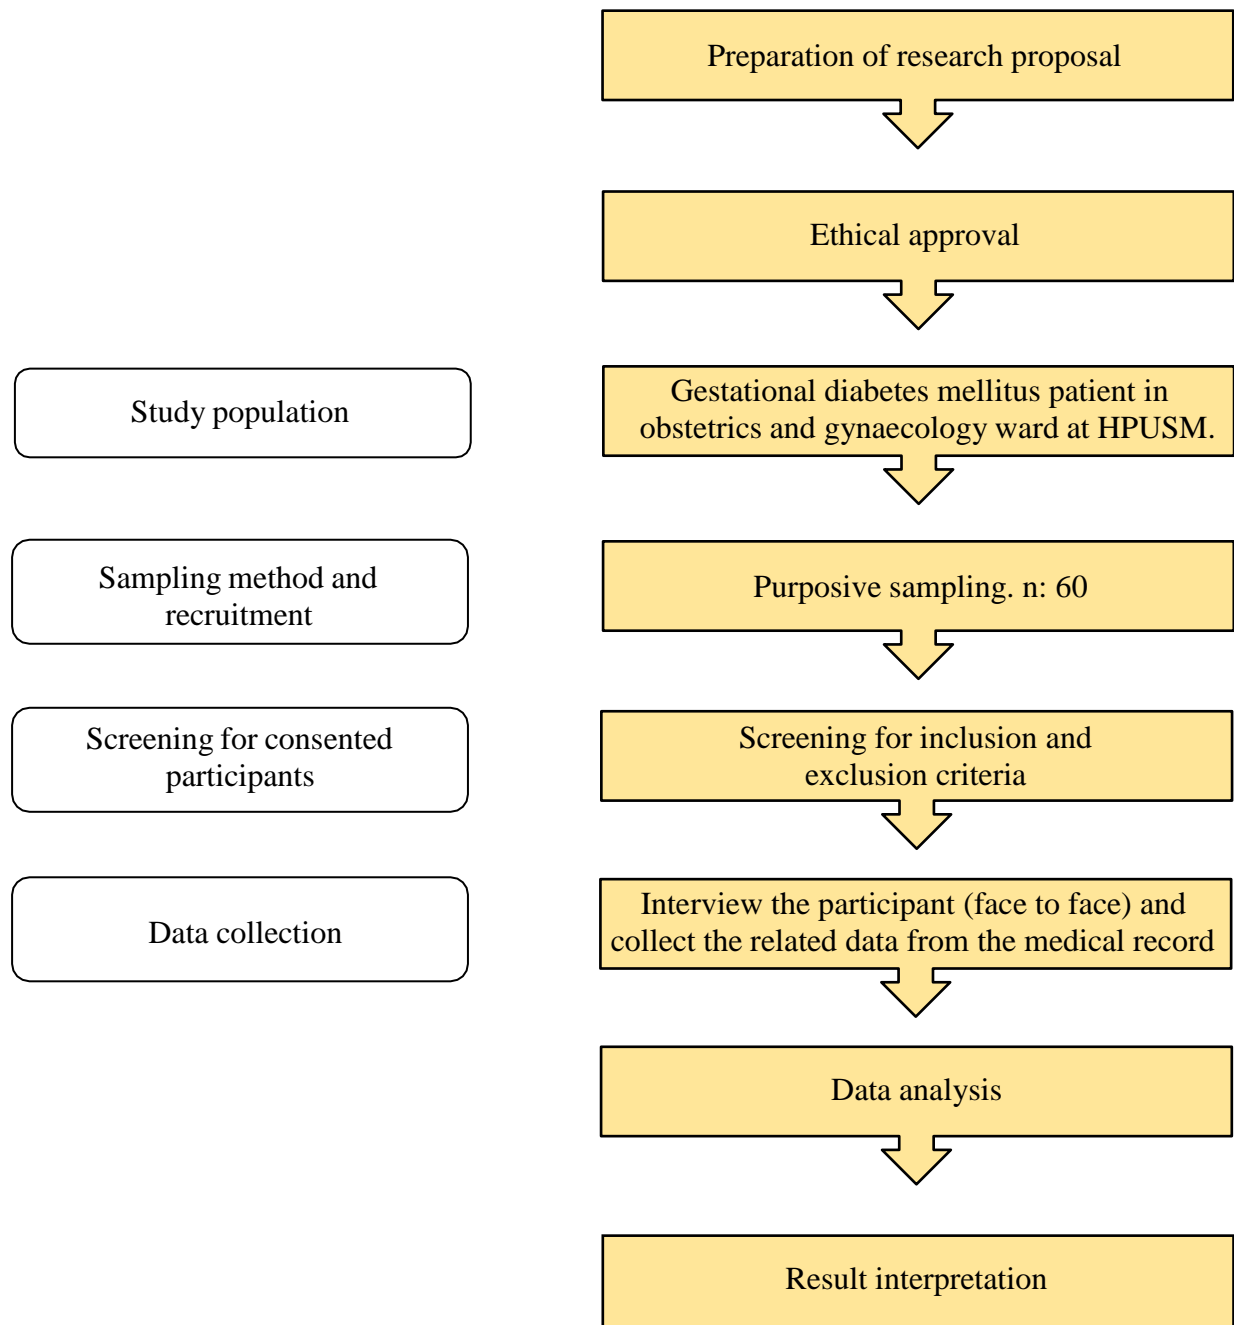 Preparation of research proposal
Ethical approval
Study population
Gestational diabetes mellitus patient in
obstetrics and gynaecology ward at HPUSM.
Sampling method and
recruitment
Purposive sampling. n: 60
Screening for consented
participants
Screening for inclusion and
exclusion criteria
Data collection
Interview the participant (face to face) and
collect the related data from the medical record
Data analysis
Result interpretation